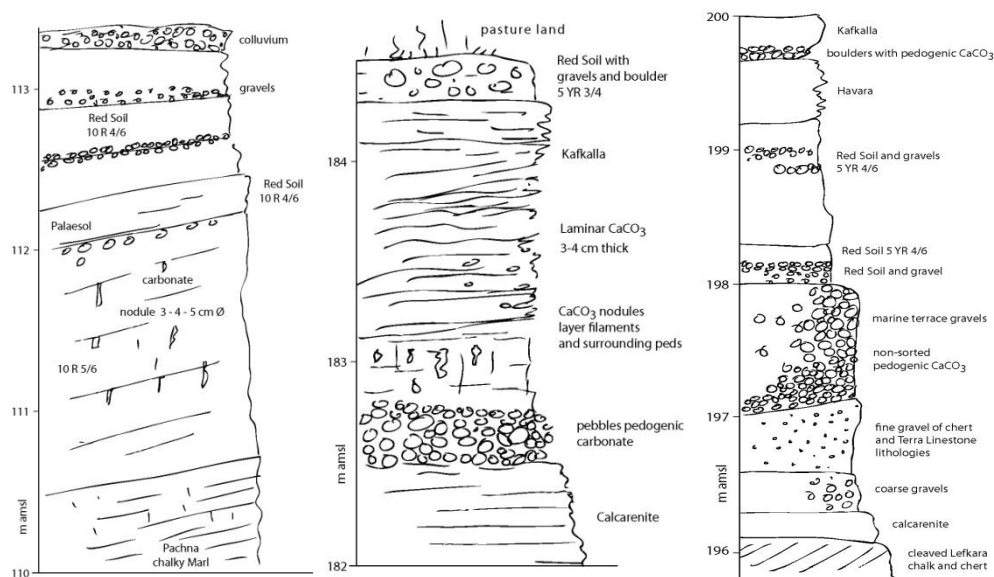 colluvium
113
gravels
Red Soil
10 R 4/6
Red Soil
10 R 4/6
Palaesol
112
carbonate
nodule 3 - 4 - 5 cm Ø
10 R 5/6
111
m amsl
Pachna
chalky Marl
110
pasture land
Red Soil with
gravels and boulder
5 YR 3/4
184
Kafkalla
Laminar CaCO₃
3-4 cm thick
CaCO₃ nodules
layer filaments
and surrounding peds
183
pebbles pedogenic
carbonate
m amsl
Calcarenite
182
200
Kafkalla
boulders with pedogenic CaCO₃
Havara
199
Red Soil and gravels
5 YR 4/6
Red Soil 5 YR 4/6
Red Soil and gravel
198
marine terrace gravels
non-sorted
pedogenic CaCO₃
197
fine gravel of chert
and Terra Linestone
lithologies
m amsl
coarse gravels
calcarenite
196
cleaved Lefkara
chalk and chert